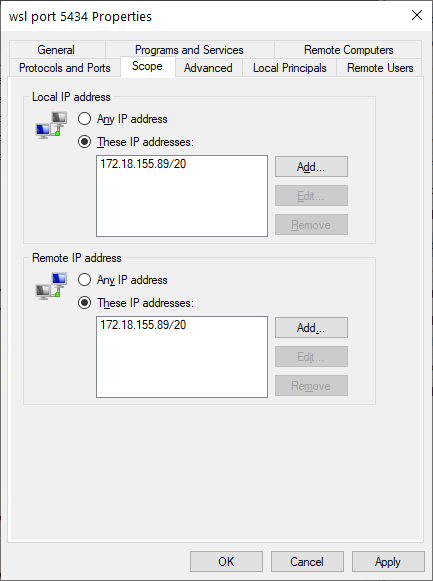 wsl port 5434 Properties
General
Programs and Services
Remote Computers
Protocols and Ports
Scope
Advanced
Local Principals
Remote Users
Local IP address
Any IP address
These IP addresses:
172.18.155.89/20
Add...
Edit...
Remove
Remote IP address
Any IP address
These IP addresses:
172.18.155.89/20
Add...
Edit...
Remove
OK
Cancel
Apply